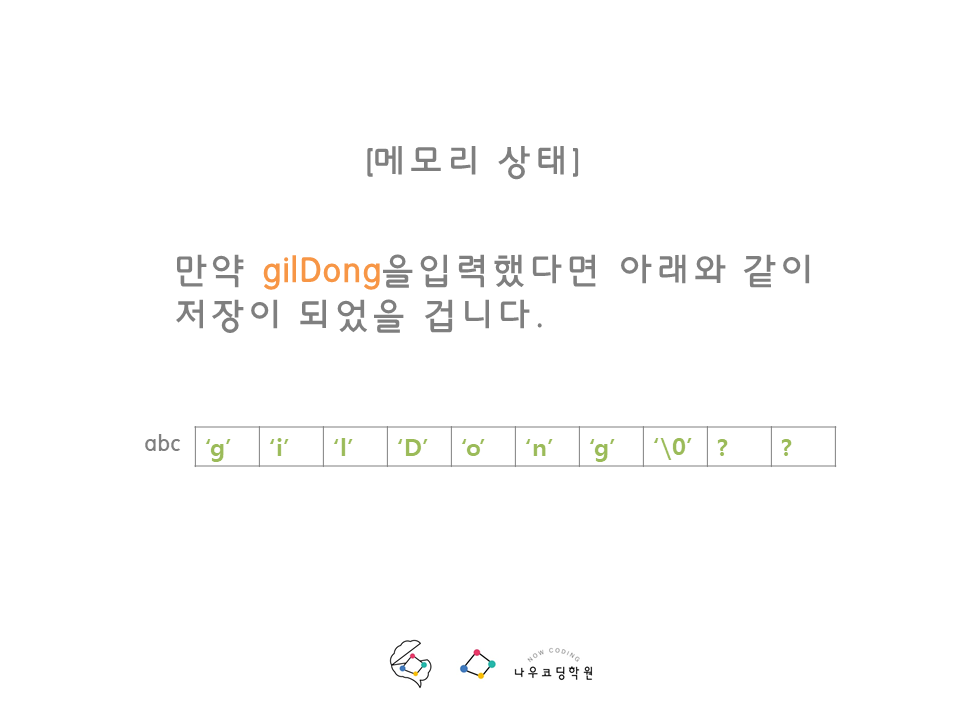 [메모리 상태]
만약 gilDong을입력했다면 아래와 같이
저장이 되었을 겁니다.
abc ‘g’ ‘i’ ‘l’ ‘D’ ‘o’ ‘n’ ‘g’ ‘\0’ ? ?
NOW CODING
나우코딩학원